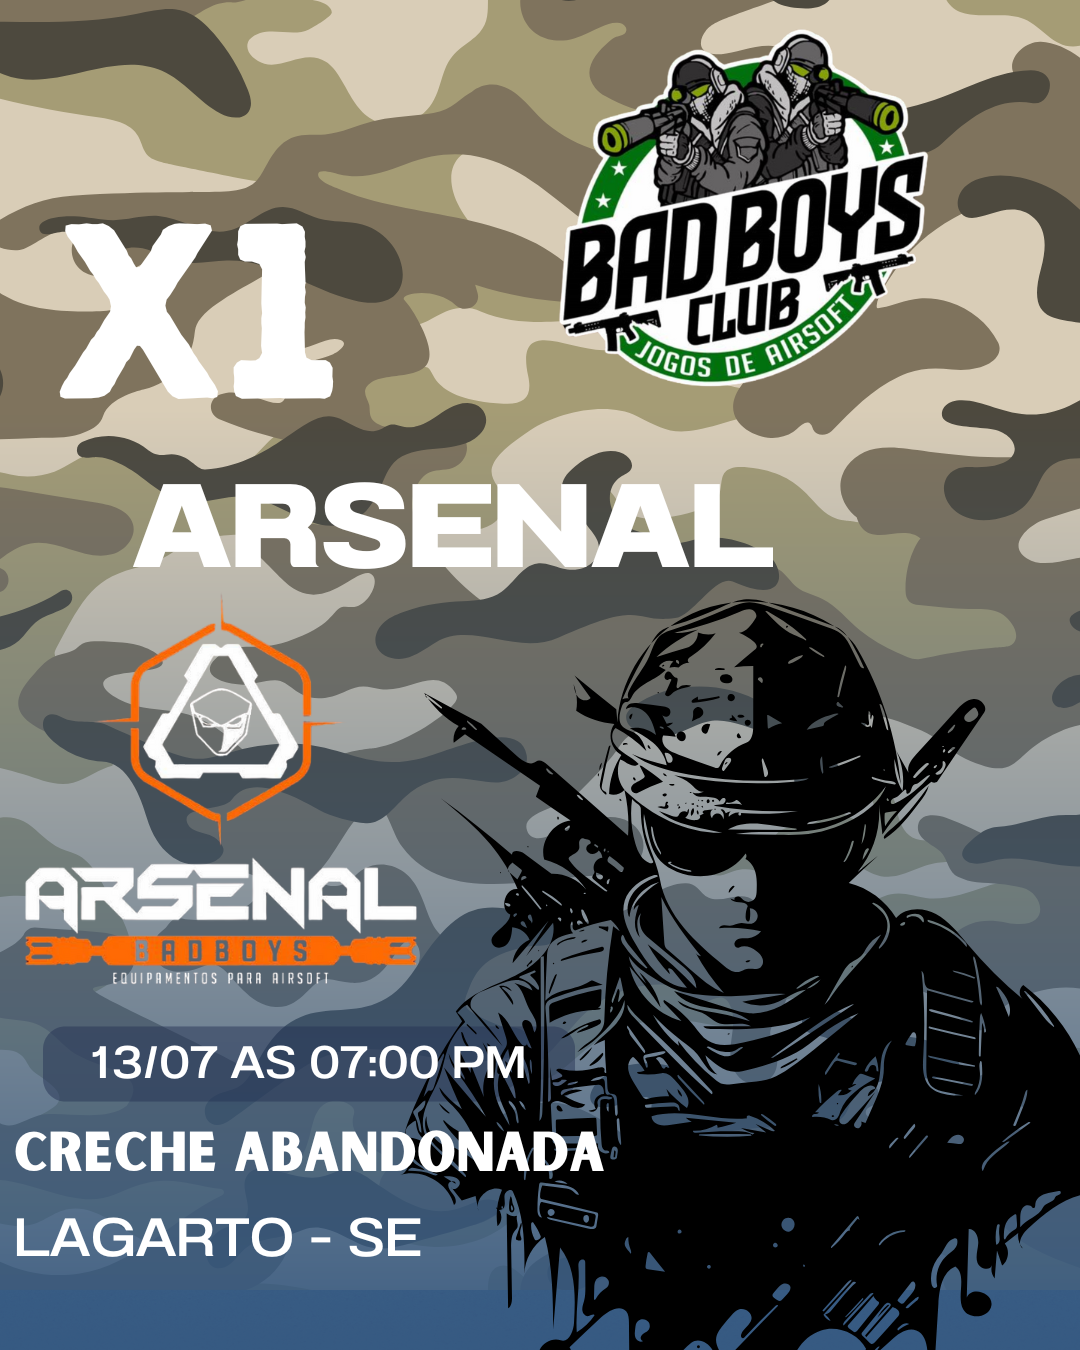 BAD BOYS
CLUB
JOGOS DE AIRSOFT
X1
ARSENAL
ARSENAL
BADBOYS
EQUIPAMENTOS PARA AIRSOFT
13/07 AS 07:00 PM
CRECHE ABANDONADA
LAGARTO - SE